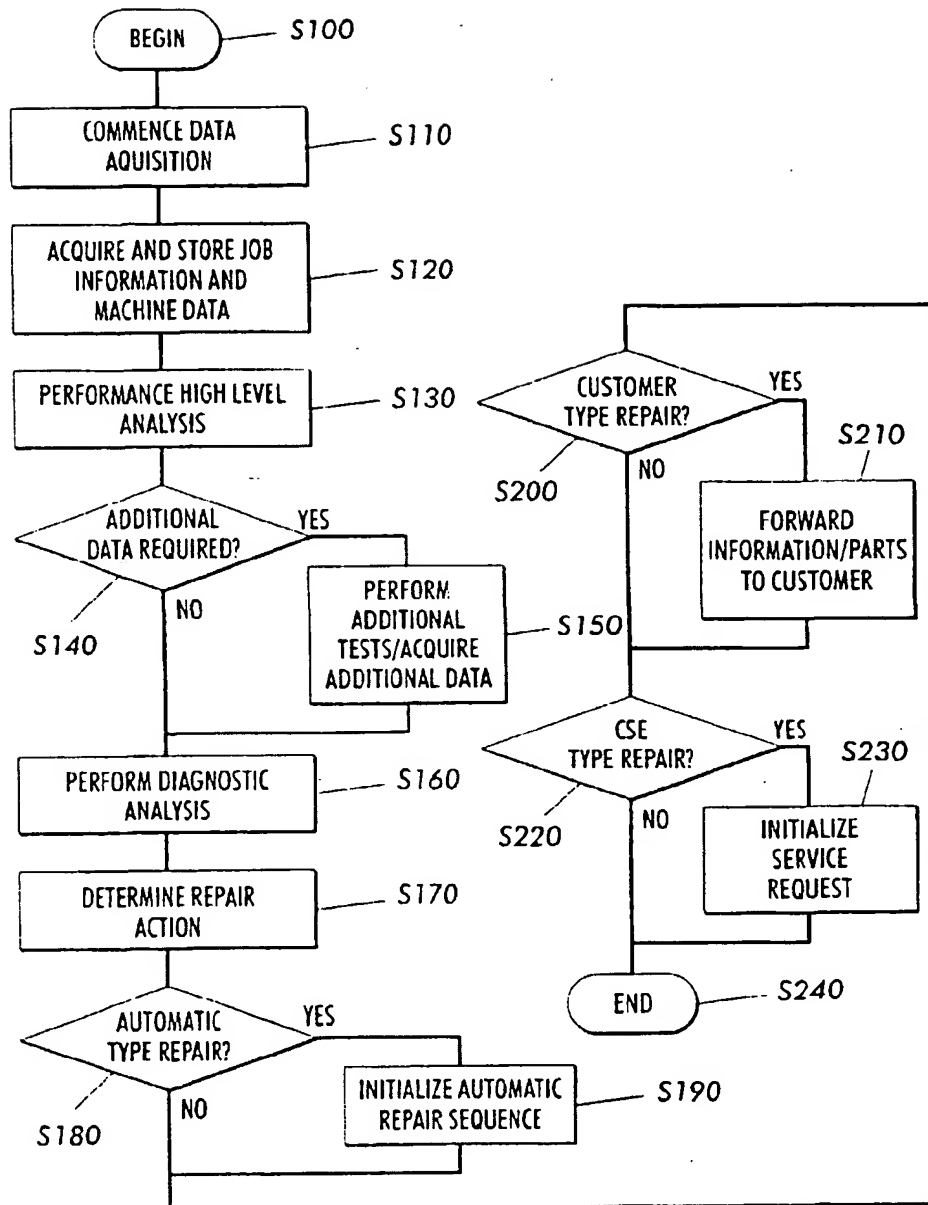 BEGIN
S100
COMMENCE DATA
AQUISITION
S110
ACQUIRE AND STORE JOB
INFORMATION AND
MACHINE DATA
S120
PERFORMANCE HIGH LEVEL
ANALYSIS
S130
ADDITIONAL
DATA REQUIRED?
YES
NO
S140
PERFORM
ADDITIONAL
TESTS/ACQUIRE
ADDITIONAL DATA
S150
PERFORM DIAGNOSTIC
ANALYSIS
S160
DETERMINE REPAIR
ACTION
S170
AUTOMATIC
TYPE REPAIR?
YES
NO
S180
INITIALIZE AUTOMATIC
REPAIR SEQUENCE
S190
CUSTOMER
TYPE REPAIR?
YES
NO
S200
S210
FORWARD
INFORMATION/PARTS
TO CUSTOMER
CSE
TYPE REPAIR?
YES
NO
S220
S230
INITIALIZE
SERVICE
REQUEST
END
S240